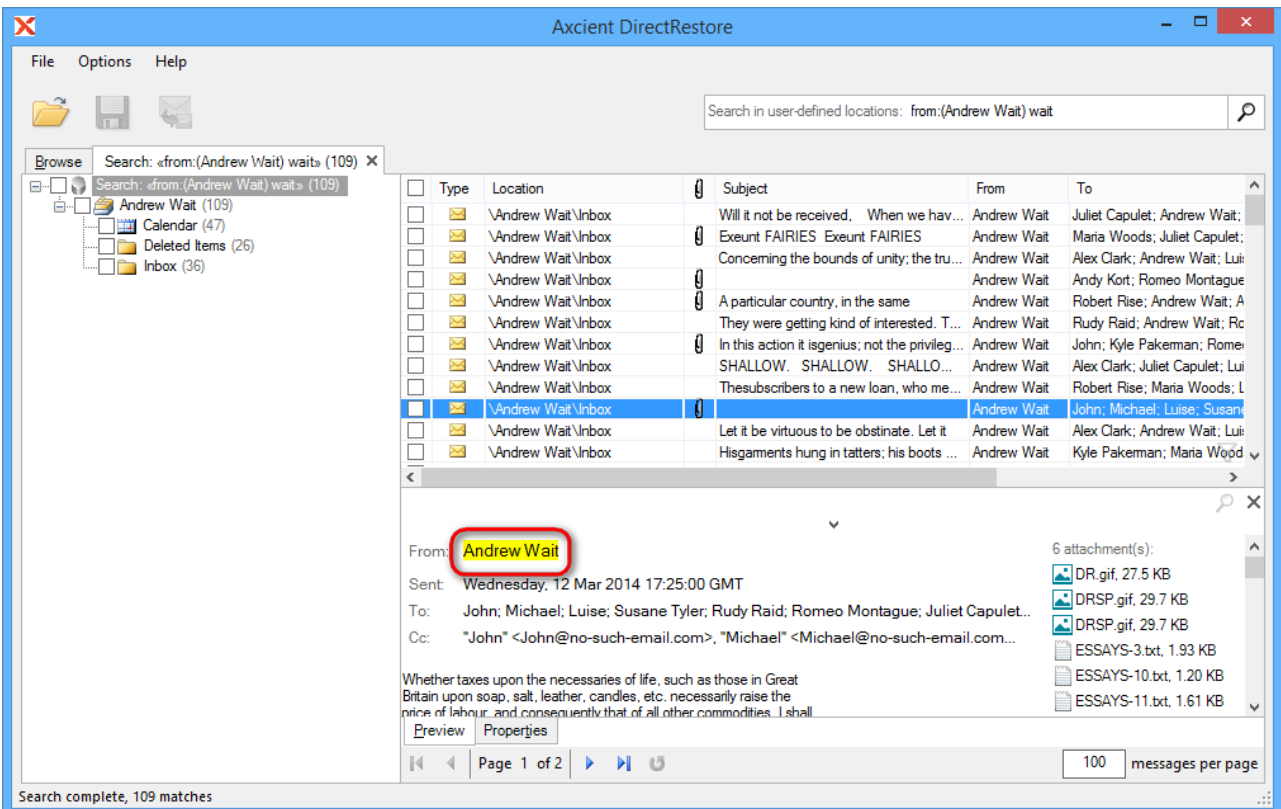 Axcient DirectRestore
File Options Help
Search in user-defined locations: from:(Andrew Wait) wait
Browse Search: «from:(Andrew Wait) wait» (109)
Search: «from:(Andrew Wait) wait» (109)
Andrew Wait (109)
Calendar (47)
Deleted Items (26)
Inbox (36)
Type Location Subject From To
\Andrew Wait\Inbox Will it not be received, When we hav... Andrew Wait Juliet Capulet; Andrew Wait;
\Andrew Wait\Inbox Exeunt FAIRIES Exeunt FAIRIES Andrew Wait Maria Woods; Juliet Capulet;
\Andrew Wait\Inbox Concerning the bounds of unity; the tru... Andrew Wait Alex Clark; Andrew Wait; Lui
\Andrew Wait\Inbox Andrew Wait Andy Kort; Romeo Montague
\Andrew Wait\Inbox A particular country, in the same Andrew Wait Robert Rise; Andrew Wait; A
\Andrew Wait\Inbox They were getting kind of interested. T... Andrew Wait Rudy Raid; Andrew Wait; Ro
\Andrew Wait\Inbox In this action it isgenius; not the privileg... Andrew Wait John; Kyle Pakerman; Rome
\Andrew Wait\Inbox SHALLOW. SHALLOW. SHALLO... Andrew Wait Alex Clark; Juliet Capulet; Lui
\Andrew Wait\Inbox Thesubscribers to a new loan, who me... Andrew Wait Robert Rise; Maria Woods; L
\Andrew Wait\Inbox Andrew Wait John; Michael; Luise; Susane
\Andrew Wait\Inbox Let it be virtuous to be obstinate. Let it Andrew Wait Alex Clark; Andrew Wait; Lui
\Andrew Wait\Inbox Hisgaments hung in tatters; his boots ... Andrew Wait Kyle Pakerman; Maria Wood
From: Andrew Wait
Sent: Wednesday, 12 Mar 2014 17:25:00 GMT
To: John; Michael; Luise; Susane Tyler; Rudy Raid; Romeo Montague; Juliet Capulet...
Cc: "John" <John@no-such-email.com>, "Michael" <Michael@no-such-email.com...
6 attachment(s):
DR.gif, 27.5 KB
DRSP.gif, 29.7 KB
DRSP.gif, 29.7 KB
ESSAYS-3.txt, 1.93 KB
ESSAYS-10.txt, 1.20 KB
ESSAYS-11.txt, 1.61 KB
Whether taxes upon the necessaries of life, such as those in Great
Britain upon soap, salt, leather, candles, etc. necessarily raise the
price of labour, and consequently that of all other commodities, I shall
Preview Properties
Page 1 of 2 100 messages per page
Search complete, 109 matches